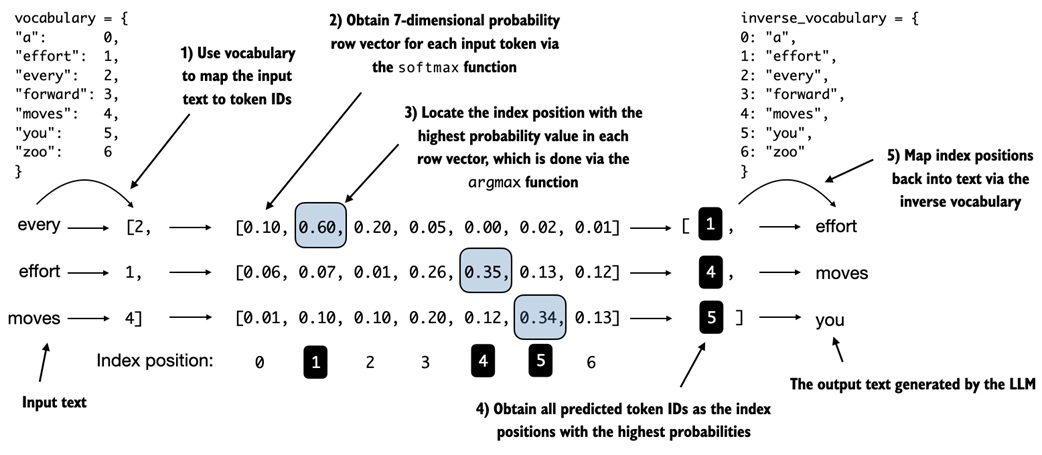 vocabulary = {
"a": 0,
"effort": 1,
"every": 2,
"forward": 3,
"moves": 4,
"you": 5,
"zoo": 6
}
1) Use vocabulary
to map the input
text to token IDs
2) Obtain 7-dimensional probability
row vector for each input token via
the softmax function
3) Locate the index position with the
highest probability value in each
row vector, which is done via the
argmax function
inverse_vocabulary = {
0: "a",
1: "effort",
2: "every",
3: "forward",
4: "moves",
5: "you",
6: "zoo"
}
5) Map index positions
back into text via the
inverse vocabulary
every [2, [0.10, 0.60, 0.20, 0.05, 0.00, 0.02, 0.01] [ 1 , effort
effort 1, [0.06, 0.07, 0.01, 0.26, 0.35, 0.13, 0.12] 4 , moves
moves 4] [0.01, 0.10, 0.10, 0.20, 0.12, 0.34, 0.13] 5 ] you
Index position: 0 1 2 3 4 5 6
Input text
4) Obtain all predicted token IDs as the index
positions with the highest probabilities
The output text generated by the LLM